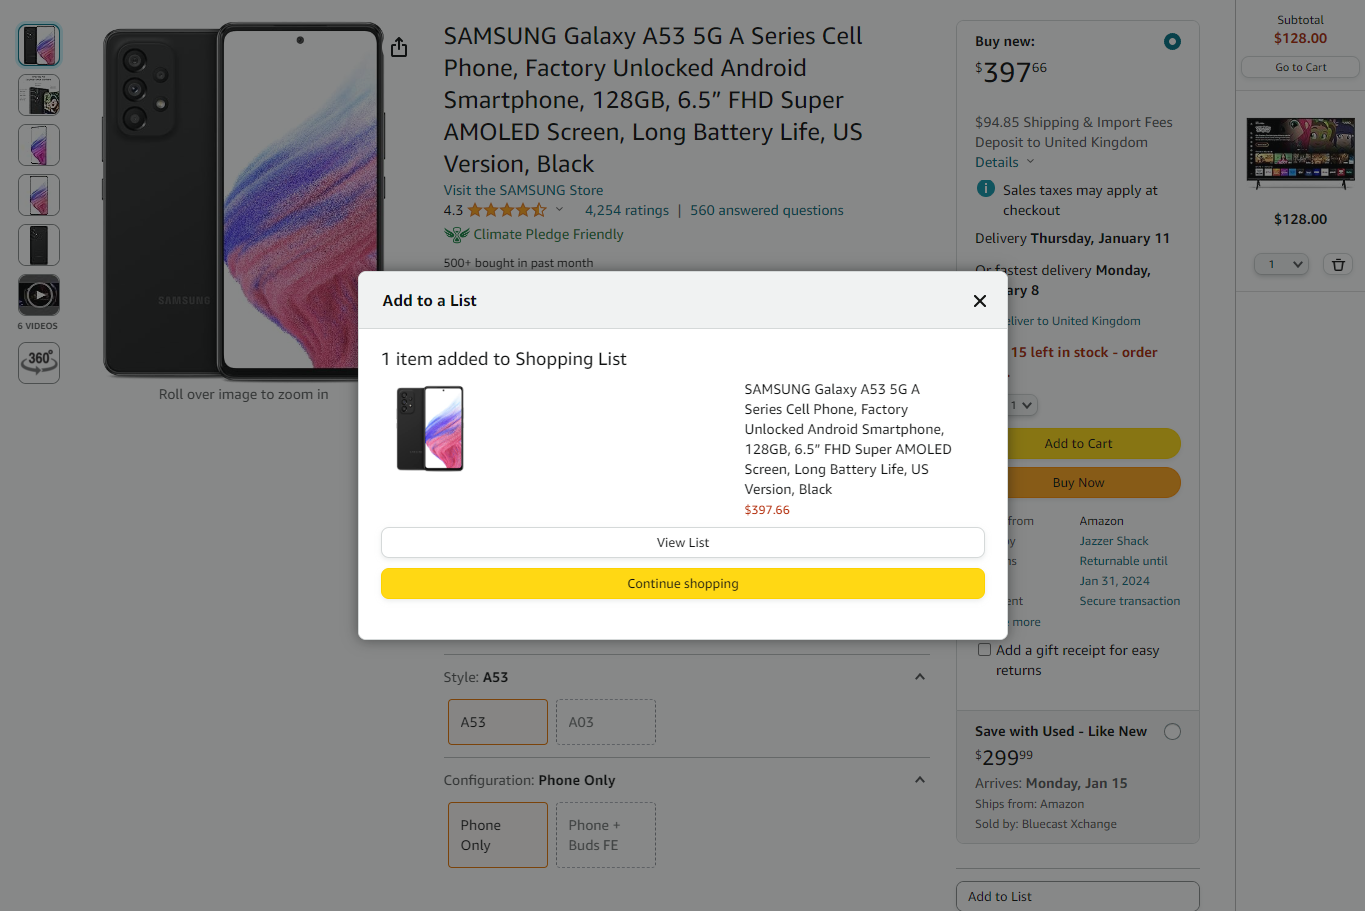 6 VIDEOS
360°
SAMSUNG
Roll over image to zoom in
SAMSUNG Galaxy A53 5G A Series Cell
Phone, Factory Unlocked Android
Smartphone, 128GB, 6.5” FHD Super
AMOLED Screen, Long Battery Life, US
Version, Black
Visit the SAMSUNG Store
4.3
4,254 ratings | 560 answered questions
Climate Pledge Friendly
500+ bought in past month
Add to a List
1 item added to Shopping List
SAMSUNG Galaxy A53 5G A
Series Cell Phone, Factory
Unlocked Android Smartphone,
128GB, 6.5” FHD Super AMOLED
Screen, Long Battery Life, US
Version, Black
$397.66
View List
Continue shopping
Style: A53
A53
A03
Configuration: Phone Only
Phone
Only
Phone +
Buds FE
Buy new:
$397 66
$94.85 Shipping & Import Fees
Deposit to United Kingdom
Details
Sales taxes may apply at
checkout
Delivery Thursday, January 11
Or fastest delivery Monday,
ary 8
eliver to United Kingdom
15 left in stock - order
1
Add to Cart
Buy Now
from
Amazon
by
Jazzer Shack
ns
Returnable until
Jan 31, 2024
ent
Secure transaction
more
Add a gift receipt for easy
returns
Save with Used - Like New
$299 99
Arrives: Monday, Jan 15
Ships from: Amazon
Sold by: Bluecast Xchange
Add to List
Subtotal
$128.00
Go to Cart
$128.00
1